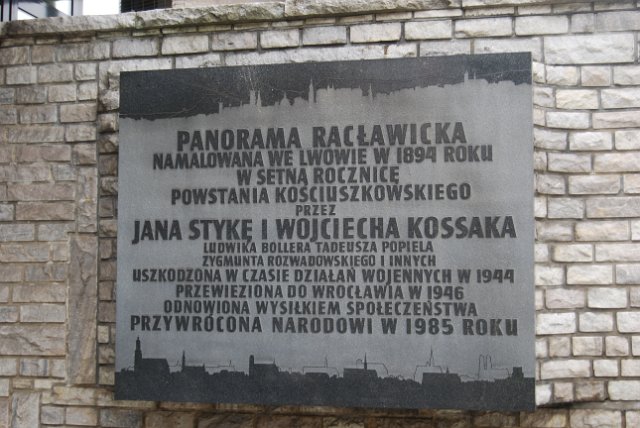 PANORAMA RACŁAWICKA
NAMALOWANA WE LWOWIE W 1894 ROKU
W SETNĄ ROCZNICĘ
POWSTANIA KOŚCIUSZKOWSKIEGO
PRZEZ
JANA STYKĘ I WOJCIECHA KOSSAKA
LUDWIKA BOLLERA TADEUSZA POPIELA
ZYGMUNTA ROZWADOWSKIEGO I INNYCH
USZKODZONA W CZASIE DZIAŁAŃ WOJENNYCH W 1944
PRZEWIEZIONA DO WROCŁAWIA W 1946
ODNOWIONA WYSIŁKIEM SPOŁECZEŃSTWA
PRZYWRÓCONA NARODOWI W 1985 ROKU